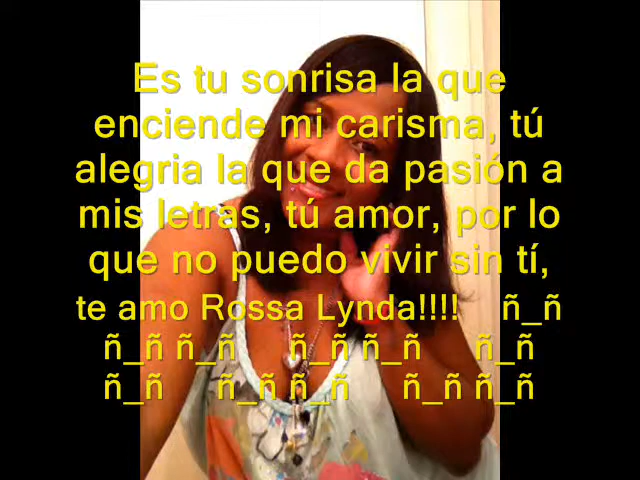 Es tu sonrisa la que
enciende mi carisma, tú
alegria la que da pasión a
mis letras, tú amor, por lo
que no puedo vivir sin tí,
te amo Rossa Lynda!!!! ñ_ñ
ñ_ñ ñ_ñ ñ_ñ ñ_ñ ñ_ñ
ñ_ñ ñ_ñ ñ_ñ ñ_ñ ñ_ñ